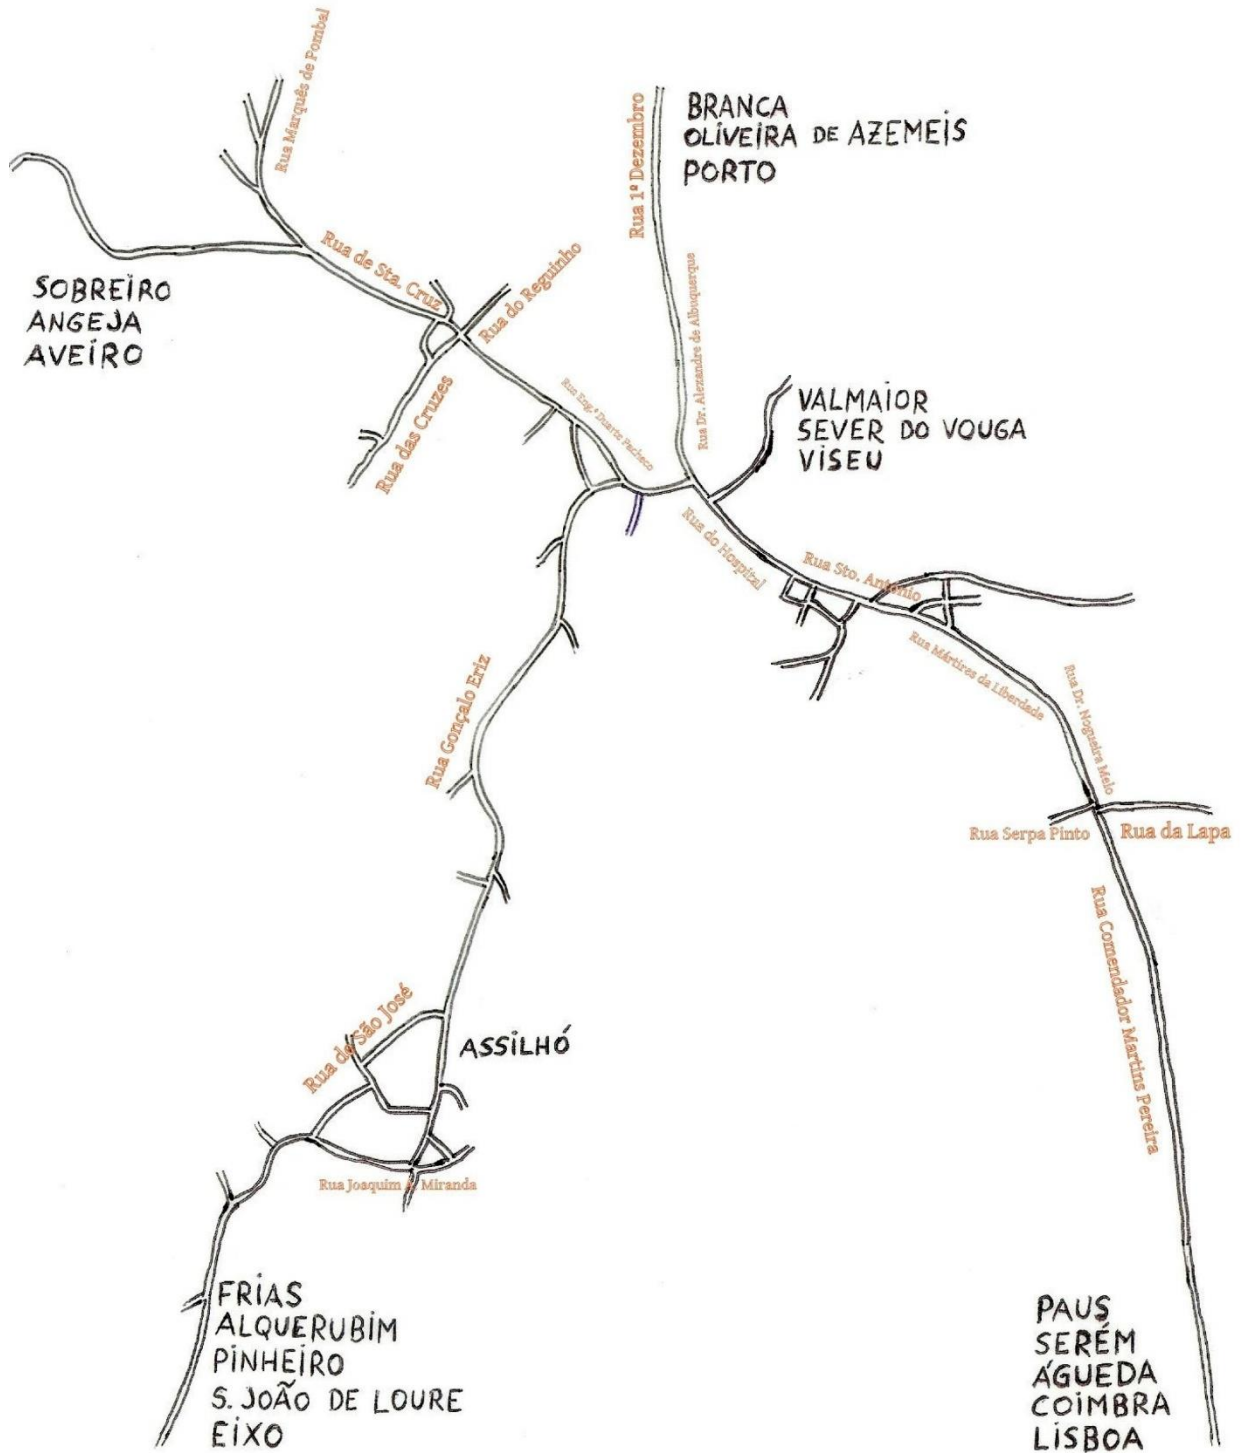 Rua Marquês de Pombal
Rua 1º Dezembro
BRANCA
OLIVEIRA DE AZEMEIS
PORTO
Rua de Sta. Cruz
Rua do Reguinho
Rua Dr. Alexandre de Albuquerque
SOBREIRO
ANGEJA
AVEIRO
Rua das Cruzes
Rua Eng.º Duarte Pacheco
VALMAIOR
SEVER DO VOUGA
VISEU
Rua do Hospital
Rua Sto. António
Rua Mártires da Liberdade
Rua Dr. Nogueira Melo
Rua Gonçalo Eriz
Rua Serpa Pinto
Rua da Lapa
Rua Comendador Martins Pereira
Rua de São José
ASSILHÓ
Rua Joaquim A. Miranda
FRIAS
ALQUERUBIM
PINHEIRO
S. JOÃO DE LOURE
EIXO
PAUS
SERÉM
ÁGUEDA
COIMBRA
LISBOA